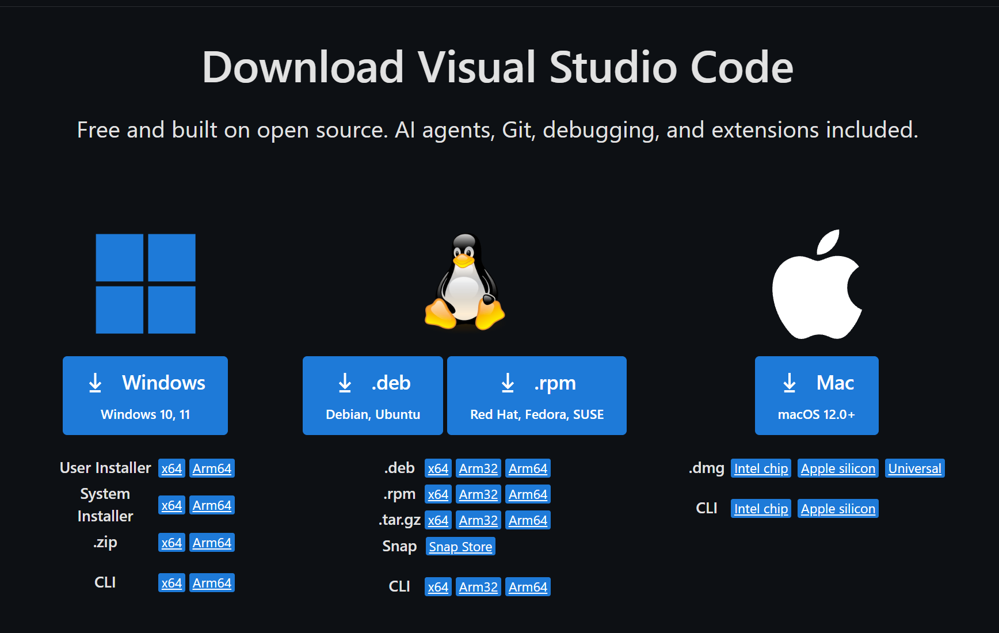 Download Visual Studio Code
Free and built on open source. AI agents, Git, debugging, and extensions included.
Windows
Windows 10, 11
User Installer x64 Arm64
System
Installer
x64 Arm64
.zip x64 Arm64
CLI x64 Arm64
.deb
Debian, Ubuntu
.rpm
Red Hat, Fedora, SUSE
.deb x64 Arm32 Arm64
.rpm x64 Arm32 Arm64
.tar.gz x64 Arm32 Arm64
Snap Snap Store
CLI x64 Arm32 Arm64
Mac
macOS 12.0+
.dmg Intel chip Apple silicon Universal
CLI Intel chip Apple silicon